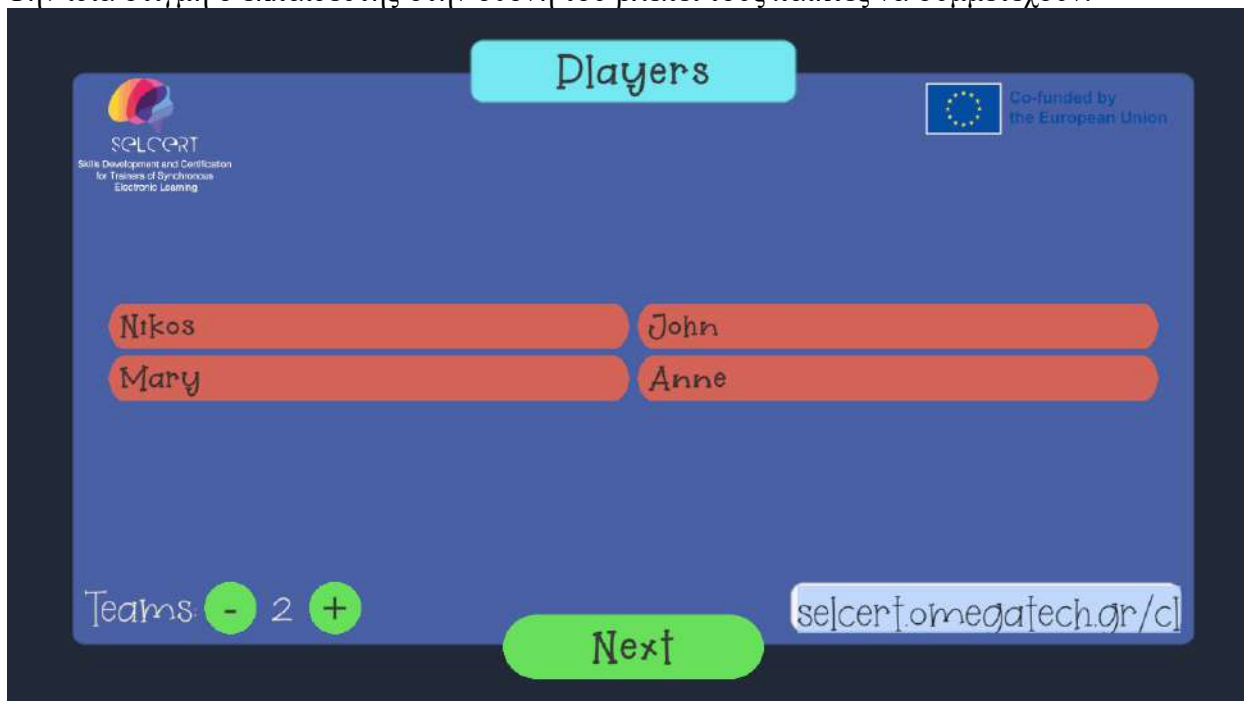 Players
SELCERT
Skills Development and Certification
for Trainers of Synchronous
Electronic Learning
Co-funded by
the European Union
Nikos
John
Mary
Anne
Teams: - 2 +
selcert.omegatech.gr/cl
Next